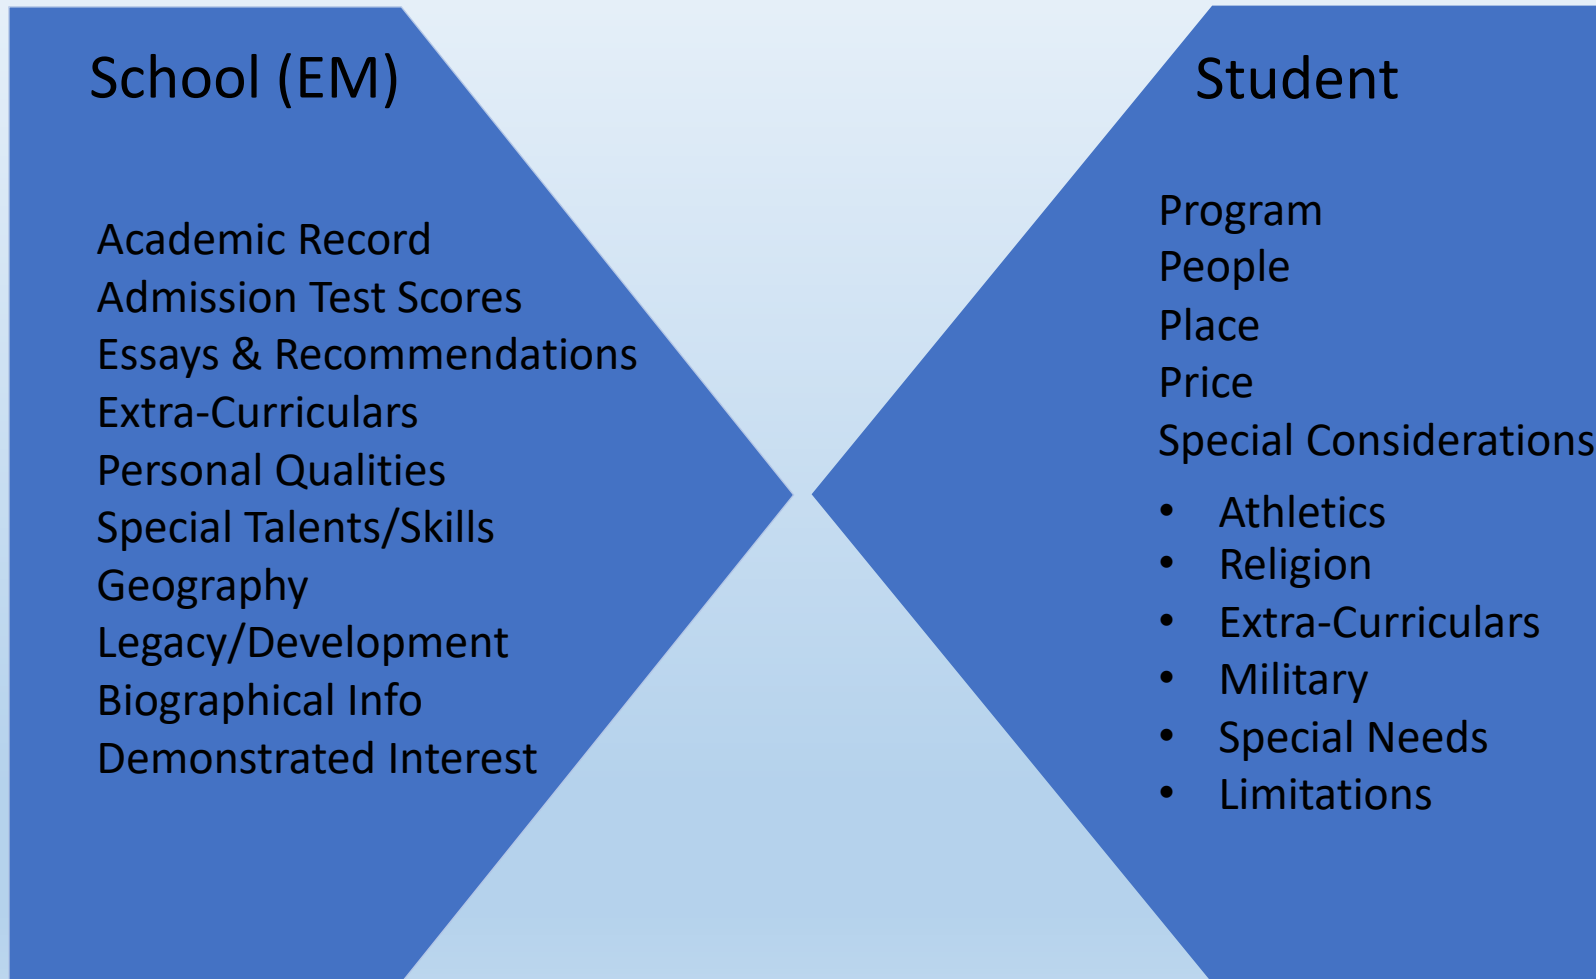 School (EM)
Academic Record
Admission Test Scores
Essays & Recommendations
Extra-Curriculars
Personal Qualities
Special Talents/Skills
Geography
Legacy/Development
Biographical Info
Demonstrated Interest
Student
Program
People
Place
Price
Special Considerations
• Athletics
• Religion
• Extra-Curriculars
• Military
• Special Needs
• Limitations